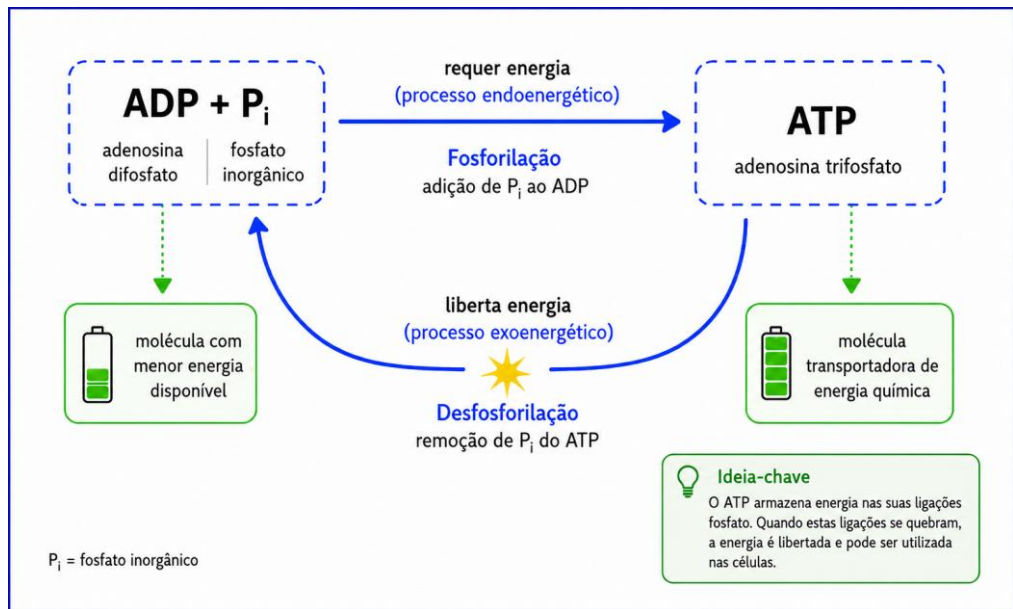 ADP + Pi
adenosina
difosfato
fosfato
inorgânico
requer energia
(processo endoenergético)
Fosforilação
adição de Pi ao ADP
ATP
adenosina trifosfato
liberta energia
(processo exoenergético)
Desfosforilação
remoção de Pi do ATP
molécula com
menor energia
disponível
molécula
transportadora de
energia química
Ideia-chave
O ATP armazena energia nas suas ligações
fosfato. Quando estas ligações se quebram,
a energia é libertada e pode ser utilizada
nas células.
Pi = fosfato inorgânico